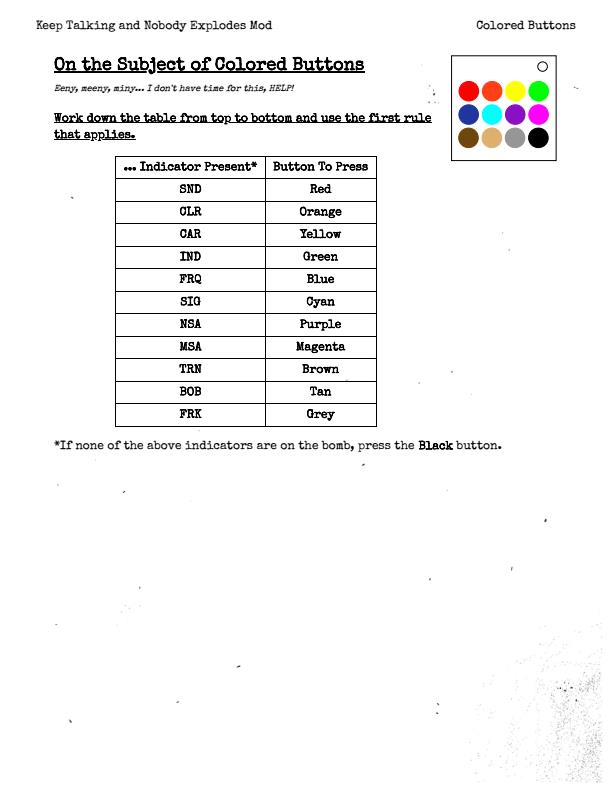 Keep Talking and Nobody Explodes Mod Colored Buttons
On the Subject of Colored Buttons
Eeny, meeny, miny... I don't have time for this, HELP!
Work down the table from top to bottom and use the first rule
that applies.
... Indicator Present* Button To Press
SND Red
CLR Orange
CAR Yellow
IND Green
FRQ Blue
SIG Cyan
NSA Purple
MSA Magenta
TRN Brown
BOB Tan
FRK Grey
*If none of the above indicators are on the bomb, press the Black button.